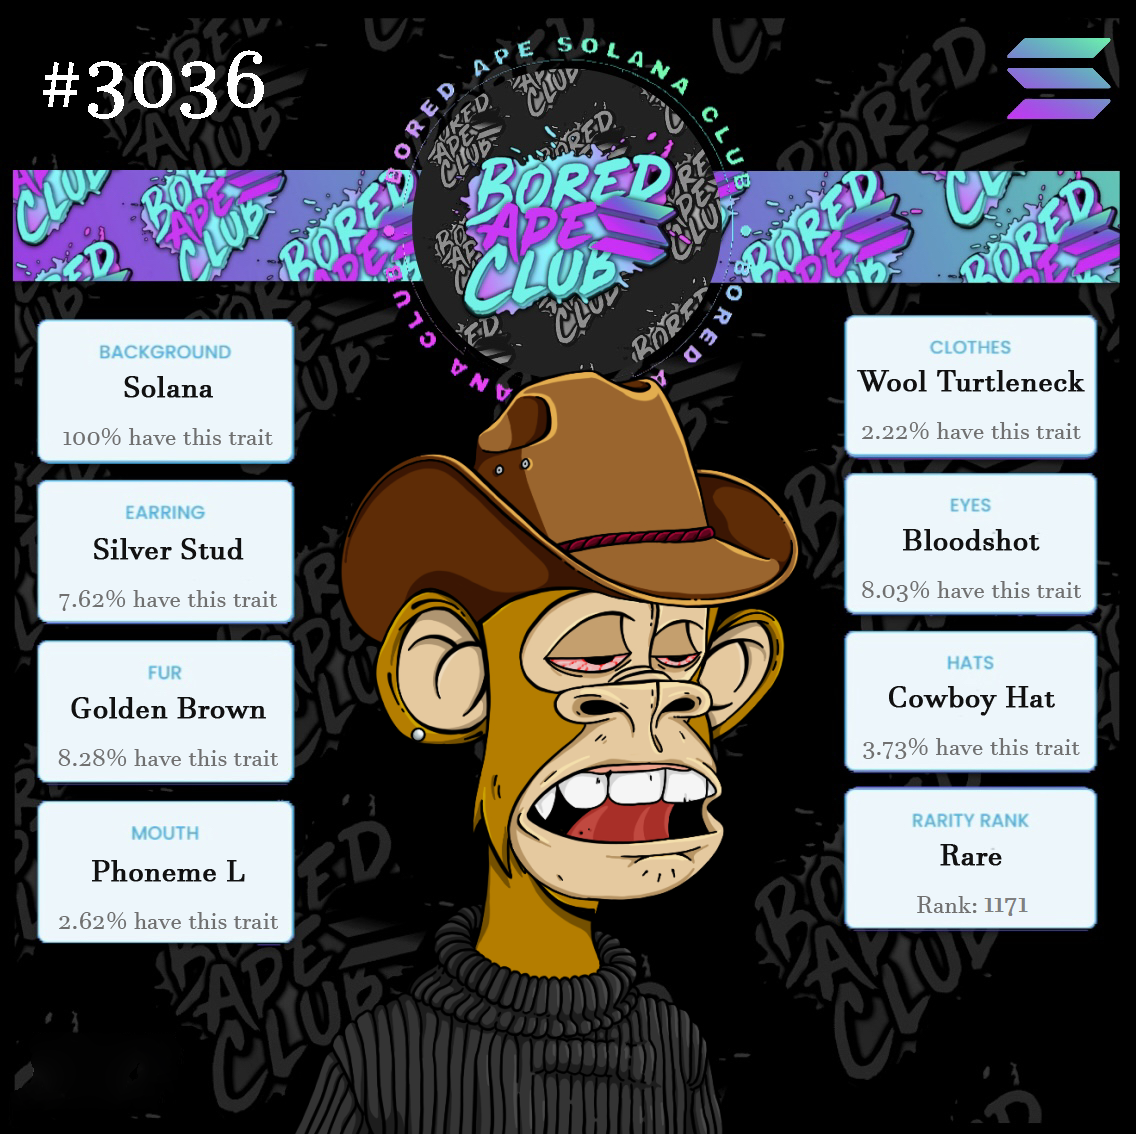 #3036
BORED APE SOLANA CLUB
BORED
APE
CLUB
BACKGROUND
Solana
100% have this trait
EARRING
Silver Stud
7.62% have this trait
FUR
Golden Brown
8.28% have this trait
MOUTH
Phoneme L
2.62% have this trait
CLOTHES
Wool Turtleneck
2.22% have this trait
EYES
Bloodshot
8.03% have this trait
HATS
Cowboy Hat
3.73% have this trait
RARITY RANK
Rare
Rank: 1171